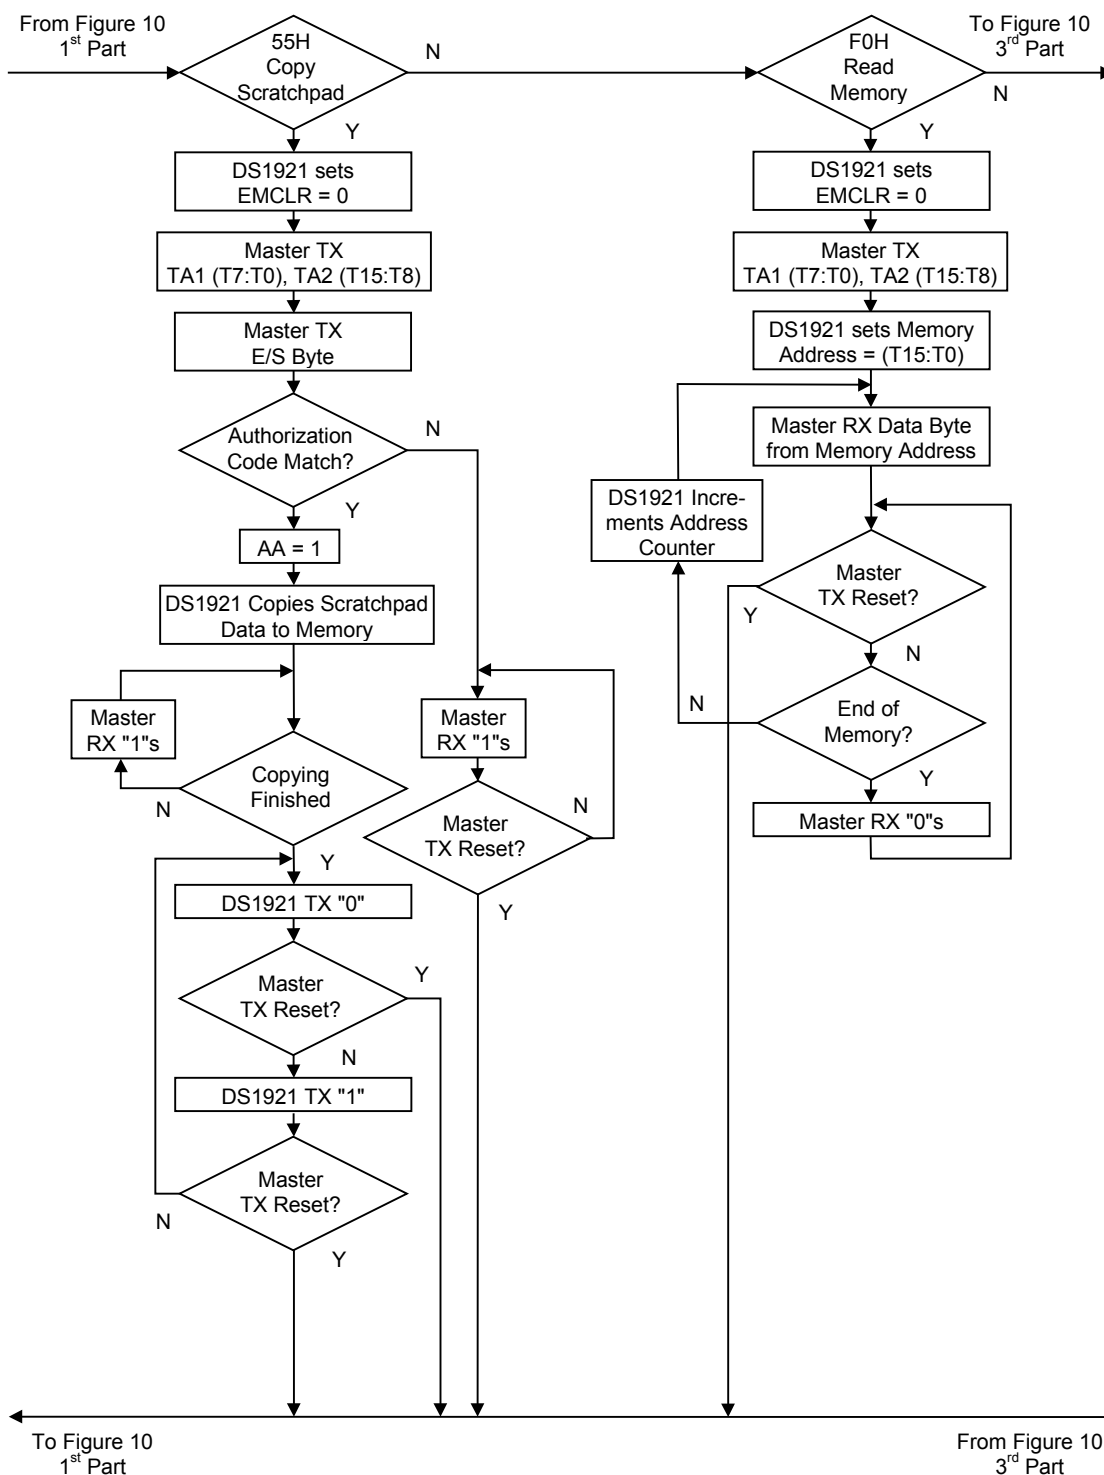 From Figure 10
1st Part
55H
Copy
Scratchpad
N
Y
F0H
Read
Memory
To Figure 10
3rd Part
N
Y
DS1921 sets
EMCLR = 0
Master TX
TA1 (T7:T0), TA2 (T15:T8)
Master TX
E/S Byte
Authorization
Code Match?
N
Y
AA = 1
DS1921 Copies Scratchpad
Data to Memory
Master
RX "1"s
Copying
Finished
N
Y
DS1921 TX "0"
Master
TX Reset?
Y
N
DS1921 TX "1"
Master
TX Reset?
N
Y
Master
RX "1"s
Master
TX Reset?
N
Y
DS1921 sets
EMCLR = 0
Master TX
TA1 (T7:T0), TA2 (T15:T8)
DS1921 sets Memory
Address = (T15:T0)
Master RX Data Byte
from Memory Address
DS1921 Incre-
ments Address
Counter
Master
TX Reset?
Y
N
End of
Memory?
N
Y
Master RX "0"s
To Figure 10
1st Part
From Figure 10
3rd Part